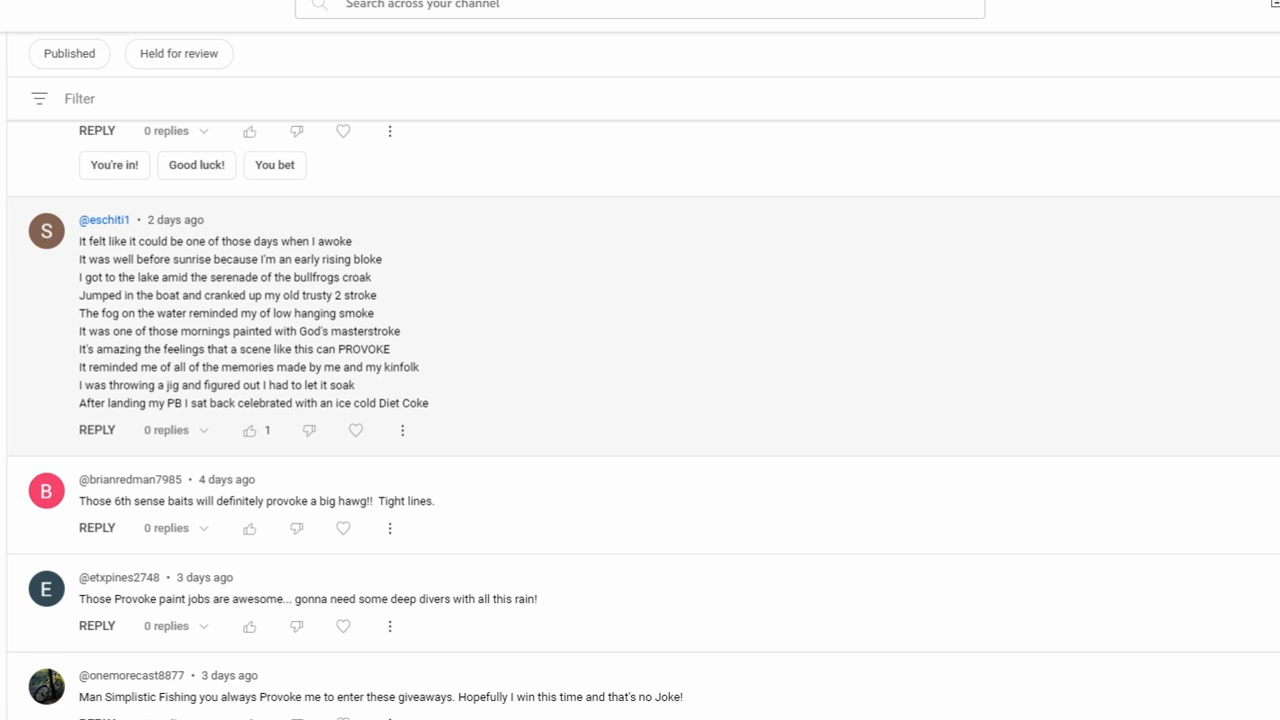 Search across your channel
Published Held for review
Filter
REPLY 0 replies
You're in! Good luck! You bet
S
@eschiti1 • 2 days ago
It felt like it could be one of those days when I awoke
It was well before sunrise because I'm an early rising bloke
I got to the lake amid the serenade of the bullfrogs croak
Jumped in the boat and cranked up my old trusty 2 stroke
The fog on the water reminded my of low hanging smoke
It was one of those mornings painted with God's masterstroke
It's amazing the feelings that a scene like this can PROVOKE
It reminded me of all of the memories made by me and my kinfolk
I was throwing a jig and figured out I had to let it soak
After landing my PB I sat back celebrated with an ice cold Diet Coke
REPLY 0 replies 1
B
@brianredman7985 • 4 days ago
Those 6th sense baits will definitely provoke a big hawg!! Tight lines.
REPLY 0 replies
E
@etxpines2748 • 3 days ago
Those Provoke paint jobs are awesome... gonna need some deep divers with all this rain!
REPLY 0 replies
@onemorecast8877 • 3 days ago
Man Simplistic Fishing you always Provoke me to enter these giveaways. Hopefully I win this time and that's no Joke!